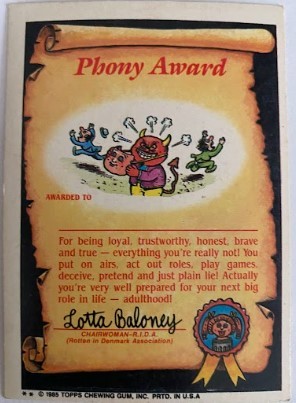 Phony Award
AWARDED TO
For being loyal, trustworthy, honest, brave
and true — everything you're really not! You
put on airs, act out roles, play games,
deceive, pretend and just plain lie! Actually
you're very well prepared for your next big
role in life — adulthood!
Lotta Baloney
CHAIRWOMAN–R.I.D.A.
(Rotten in Denmark Association)
** © 1985 TOPPS CHEWING GUM, INC. PRTD. IN U.S.A